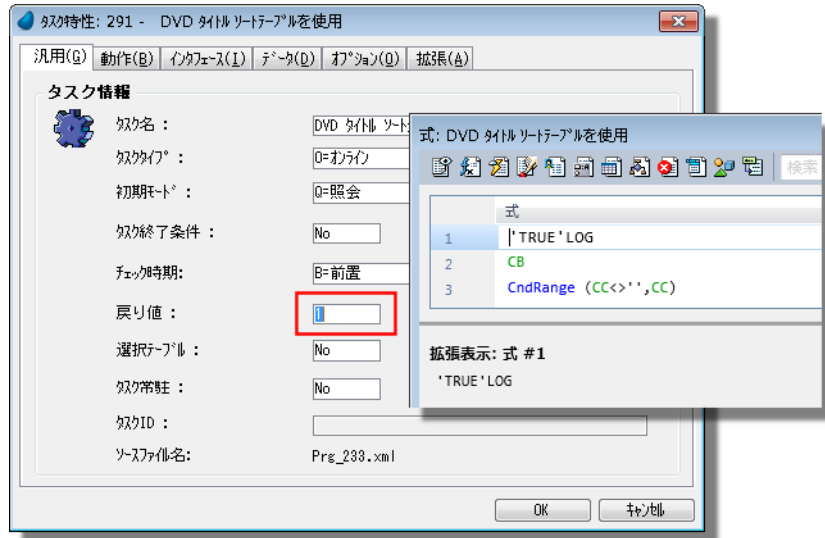 ﾀｽｸ特性: 291 - DVD ﾀｲﾄﾙ ｿｰﾄﾃｰﾌﾞﾙを使用
汎用(G) 動作(B) ｲﾝﾀﾌｪｰｽ(I) ﾃﾞｰﾀ(D) ｵﾌﾟｼｮﾝ(O) 拡張(A)
タスク情報
ﾀｽｸ名 : DVD ﾀｲﾄﾙ ｿｰﾄ
ﾀｽｸﾀｲﾌﾟ : O=ｵﾝﾗｲﾝ
初期ﾓｰﾄﾞ : Q=照会
ﾀｽｸ終了条件 : No
ﾁｪｯｸ時期: B=前置
戻り値 : 1
選択ﾃｰﾌﾞﾙ : No
ﾀｽｸ常駐 : No
ﾀｽｸID :
ｿｰｽﾌｧｲﾙ名: Prg_233.xml
OK ｷｬﾝｾﾙ
式: DVD ﾀｲﾄﾙ ｿｰﾄﾃｰﾌﾞﾙを使用
検索
式
1 'TRUE'LOG
2 CB
3 CndRange (CC<>'',CC)
拡張表示: 式 #1
'TRUE'LOG